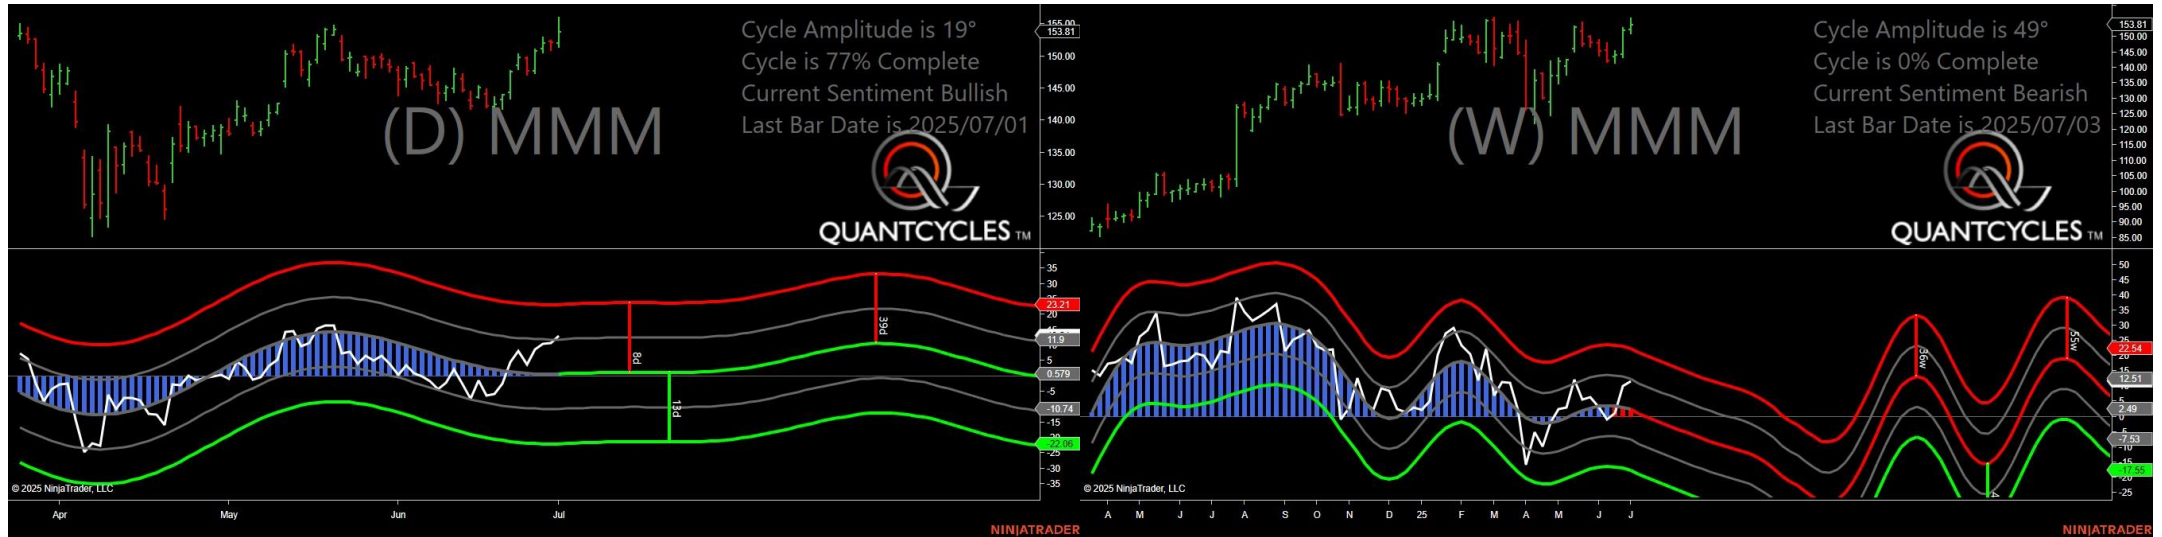 Cycle Amplitude is 19°
Cycle is 77% Complete
Current Sentiment Bullish
Last Bar Date is 2025/07/01
(D) MMM
QUANTCYCLES TM
155.00
153.81
150.00
145.00
140.00
135.00
130.00
125.00
35
30
23.21
20
11.9
5
0.579
-5
-10.74
-15
-22.06
-25
-30
-35
8d
13d
39d
© 2025 NinjaTrader, LLC
Apr
May
Jun
Jul
NINJATRADER
Cycle Amplitude is 49°
Cycle is 0% Complete
Current Sentiment Bearish
Last Bar Date is 2025/07/03
(W) MMM
QUANTCYCLES TM
153.81
150.00
145.00
140.00
135.00
130.00
125.00
120.00
115.00
110.00
105.00
100.00
95.00
90.00
85.00
50
45
40
35
30
22.54
20
15
12.51
2.49
-7.53
-10
-17.55
-20
-25
36w
55w
4
© 2025 NinjaTrader, LLC
A M J J A S O N D 25 F M A M J J
NINJATRADER